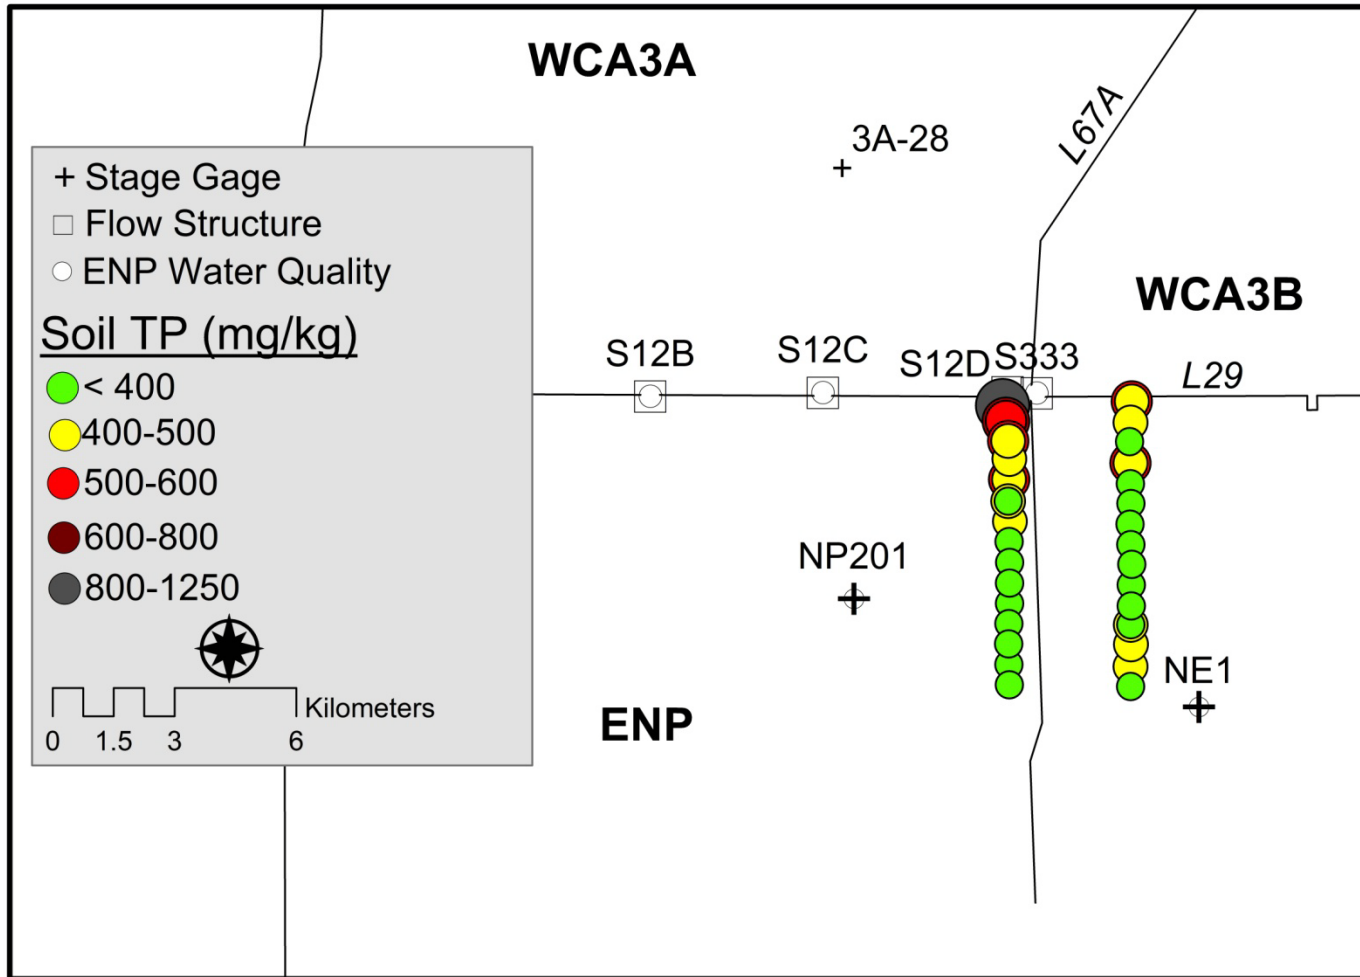 WCA3A
3A-28
L67A
+ Stage Gage
Flow Structure
ENP Water Quality
Soil TP (mg/kg)
< 400
400-500
500-600
600-800
800-1250
Kilometers
0 1.5 3 6
WCA3B
S12B
S12C
S12D
S333
L29
NP201
NE1
ENP